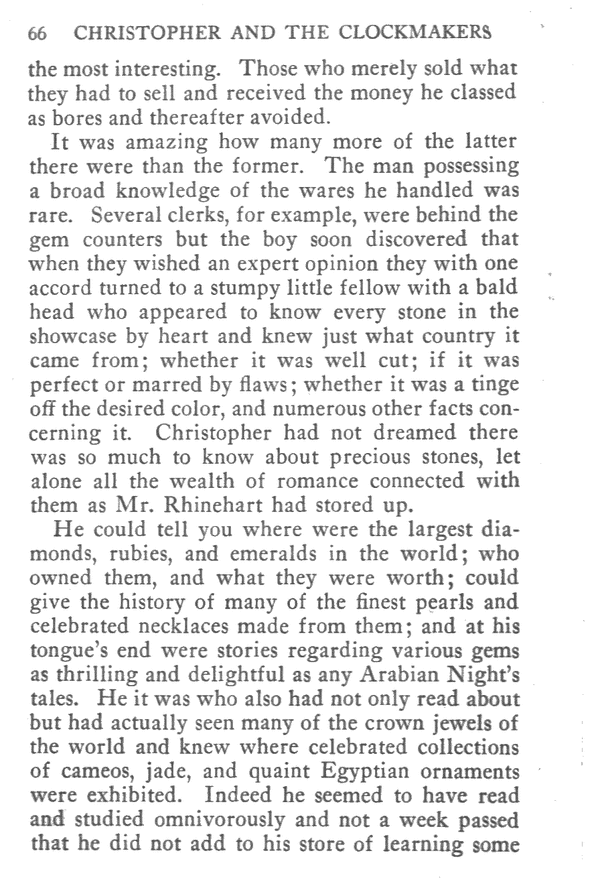 66 CHRISTOPHER AND THE CLOCKMAKERS
the most interesting. Those who merely sold what
they had to sell and received the money he classed
as bores and thereafter avoided.
It was amazing how many more of the latter
there were than the former. The man possessing
a broad knowledge of the wares he handled was
rare. Several clerks, for example, were behind the
gem counters but the boy soon discovered that
when they wished an expert opinion they with one
accord turned to a stumpy little fellow with a bald
head who appeared to know every stone in the
showcase by heart and knew just what country it
came from; whether it was well cut; if it was
perfect or marred by flaws; whether it was a tinge
off the desired color, and numerous other facts con-
cerning it. Christopher had not dreamed there
was so much to know about precious stones, let
alone all the wealth of romance connected with
them as Mr. Rhinehart had stored up.
He could tell you where were the largest dia-
monds, rubies, and emeralds in the world; who
owned them, and what they were worth; could
give the history of many of the finest pearls and
celebrated necklaces made from them; and at his
tongue's end were stories regarding various gems
as thrilling and delightful as any Arabian Night's
tales. He it was who also had not only read about
but had actually seen many of the crown jewels of
the world and knew where celebrated collections
of cameos, jade, and quaint Egyptian ornaments
were exhibited. Indeed he seemed to have read
and studied omnivorously and not a week passed
that he did not add to his store of learning some